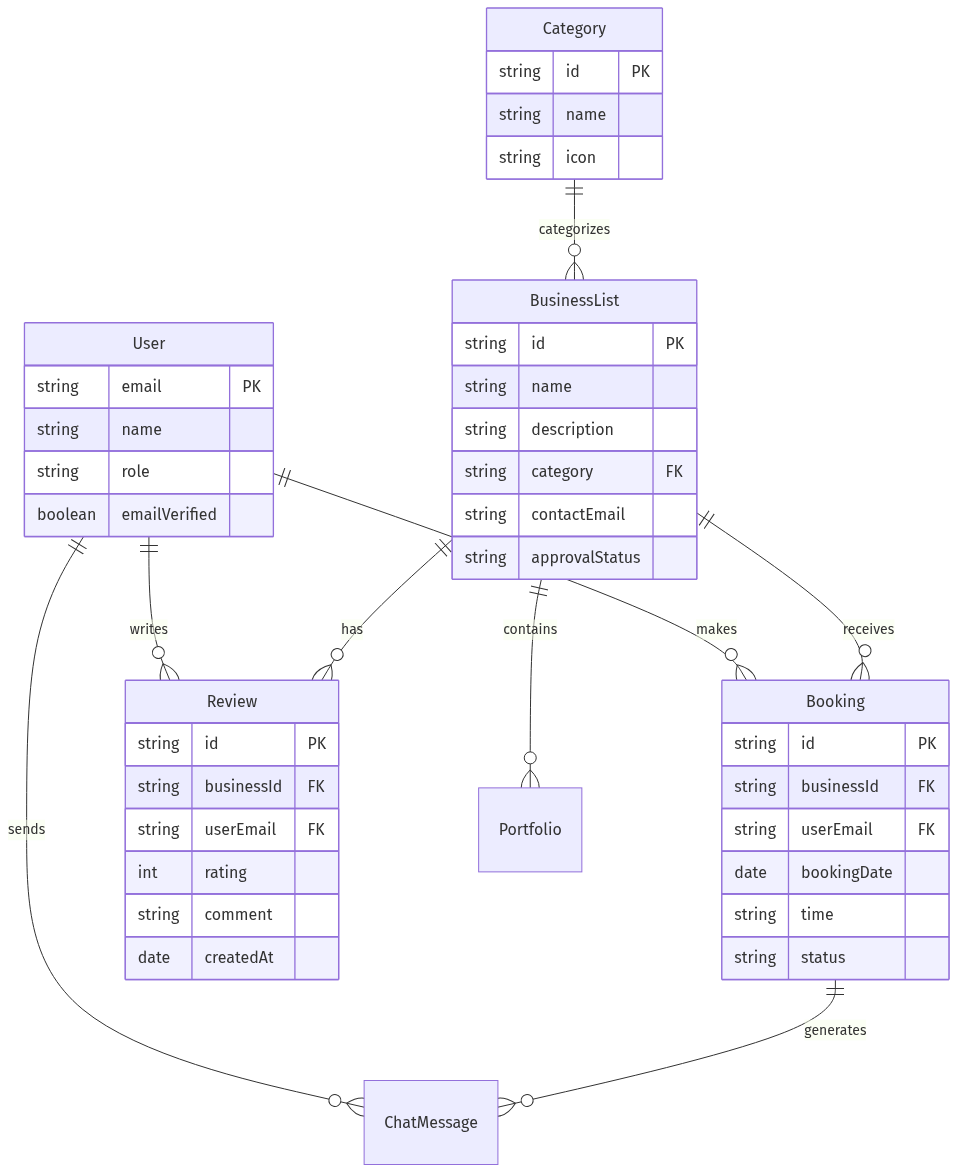 Category
string id PK
string name
string icon
categorizes
BusinessList
string id PK
string name
string description
string category FK
string contactEmail
string approvalStatus
User
string email PK
string name
string role
boolean emailVerified
writes
has
contains
makes
receives
Review
string id PK
string businessId FK
string userEmail FK
int rating
string comment
date createdAt
Portfolio
Booking
string id PK
string businessId FK
string userEmail FK
date bookingDate
string time
string status
sends
generates
ChatMessage